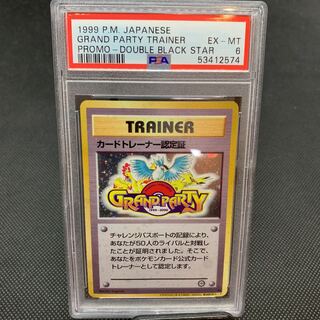 1999 P.M. JAPANESE
GRAND PARTY TRAINER EX - MT
PROMO - DOUBLE BLACK STAR 6
PSA 53412574
TRAINER
カードトレーナー認定証
GRAND PARTY
チャレンジパスポートの記録により、
あなたが50人のライバルと対戦し
たことが証明されました。そこで、
あなたをポケモンカード公式カード
トレーナーとして認定します。